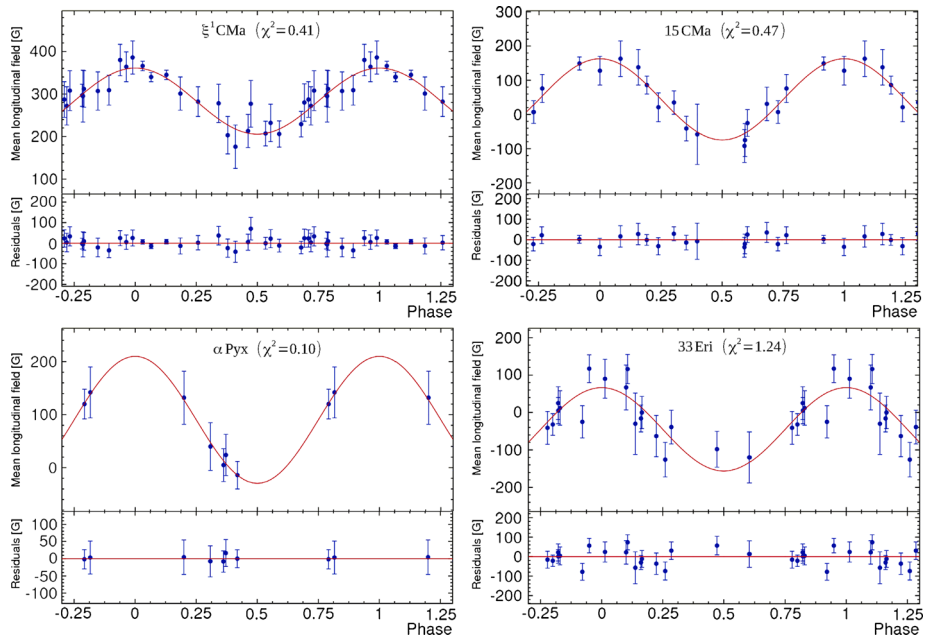 ξ¹CMa (χ²=0.41)
Mean longitudinal field [G]
400
300
200
100
Residuals [G]
200
100
0
-100
-200
-0.25 0 0.25 0.5 0.75 1 1.25
Phase
15 CMa (χ²=0.47)
Mean longitudinal field [G]
300
200
100
0
-100
-200
Residuals [G]
200
100
0
-100
-200
-0.25 0 0.25 0.5 0.75 1 1.25
Phase
α Pyx (χ²=0.10)
Mean longitudinal field [G]
200
100
0
Residuals [G]
100
50
0
-50
-100
-0.25 0 0.25 0.5 0.75 1 1.25
Phase
33 Eri (χ²=1.24)
Mean longitudinal field [G]
200
100
0
-100
-200
Residuals [G]
200
100
0
-100
-200
-0.25 0 0.25 0.5 0.75 1 1.25
Phase